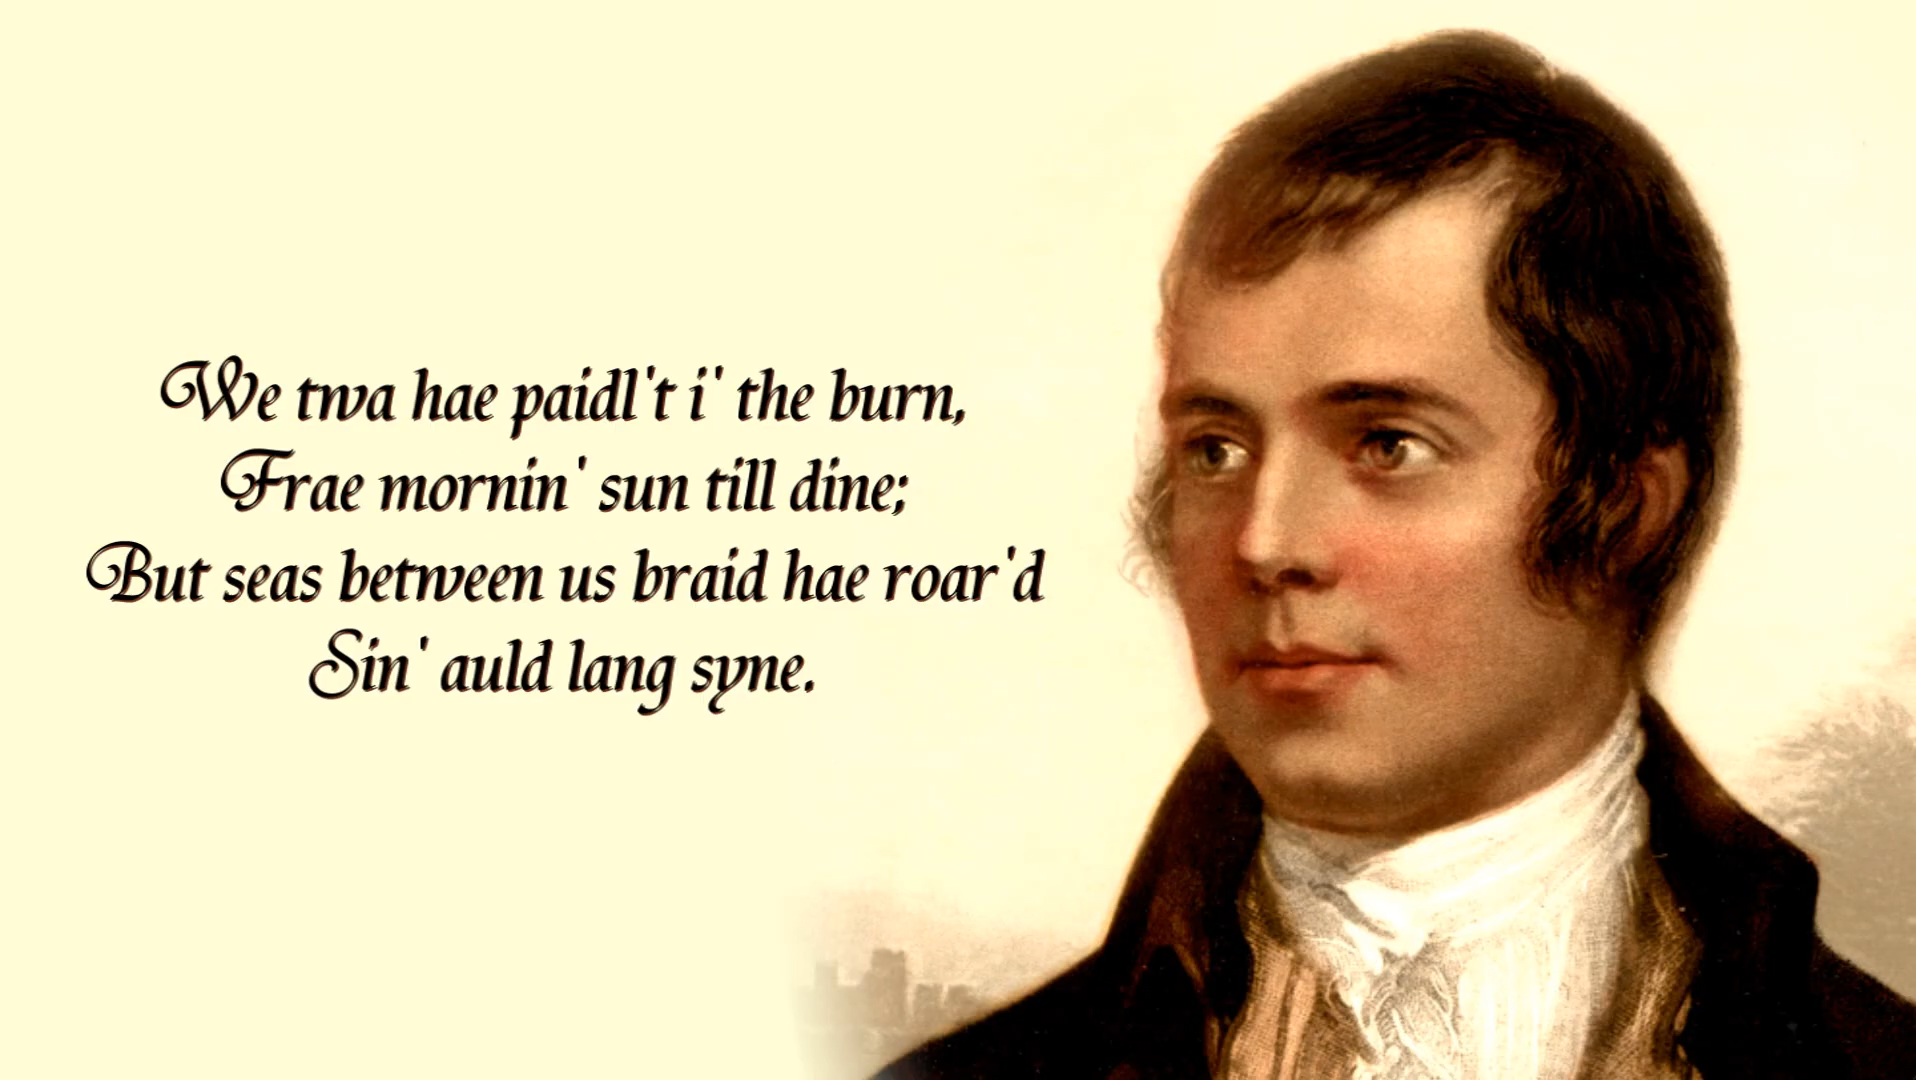 We twa hae paidl't i' the burn,
Frae mornin' sun till dine;
But seas between us braid hae roar'd
Sin' auld lang syne.